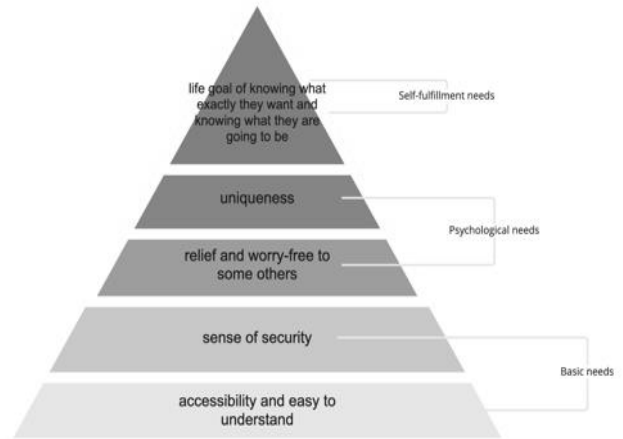 life goal of knowing what
exactly they want and
knowing what they are
going to be
Self-fulfillment needs
uniqueness
Psychological needs
relief and worry-free to
some others
sense of security
Basic needs
accessibility and easy to
understand